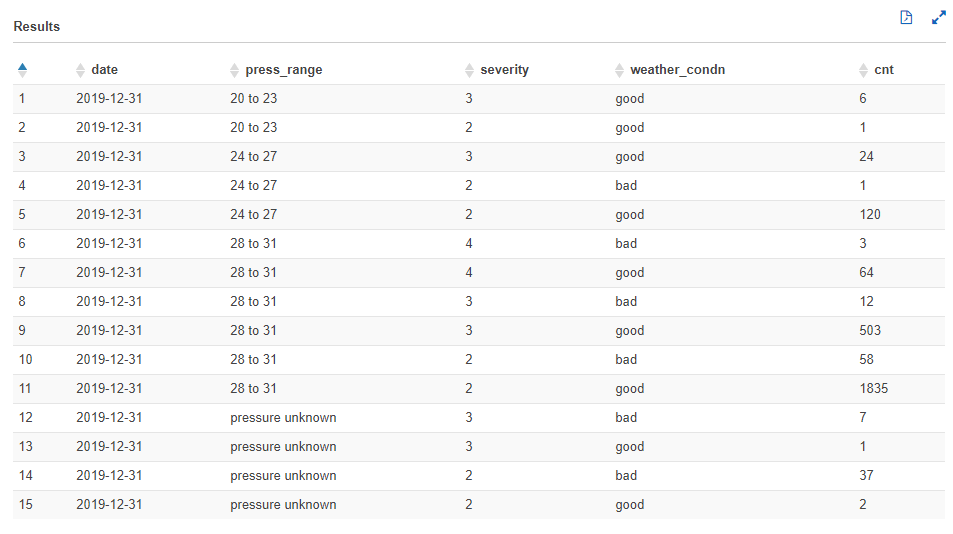 Results
date press_range severity weather_condn cnt
1 2019-12-31 20 to 23 3 good 6
2 2019-12-31 20 to 23 2 good 1
3 2019-12-31 24 to 27 3 good 24
4 2019-12-31 24 to 27 2 bad 1
5 2019-12-31 24 to 27 2 good 120
6 2019-12-31 28 to 31 4 bad 3
7 2019-12-31 28 to 31 4 good 64
8 2019-12-31 28 to 31 3 bad 12
9 2019-12-31 28 to 31 3 good 503
10 2019-12-31 28 to 31 2 bad 58
11 2019-12-31 28 to 31 2 good 1835
12 2019-12-31 pressure unknown 3 bad 7
13 2019-12-31 pressure unknown 3 good 1
14 2019-12-31 pressure unknown 2 bad 37
15 2019-12-31 pressure unknown 2 good 2